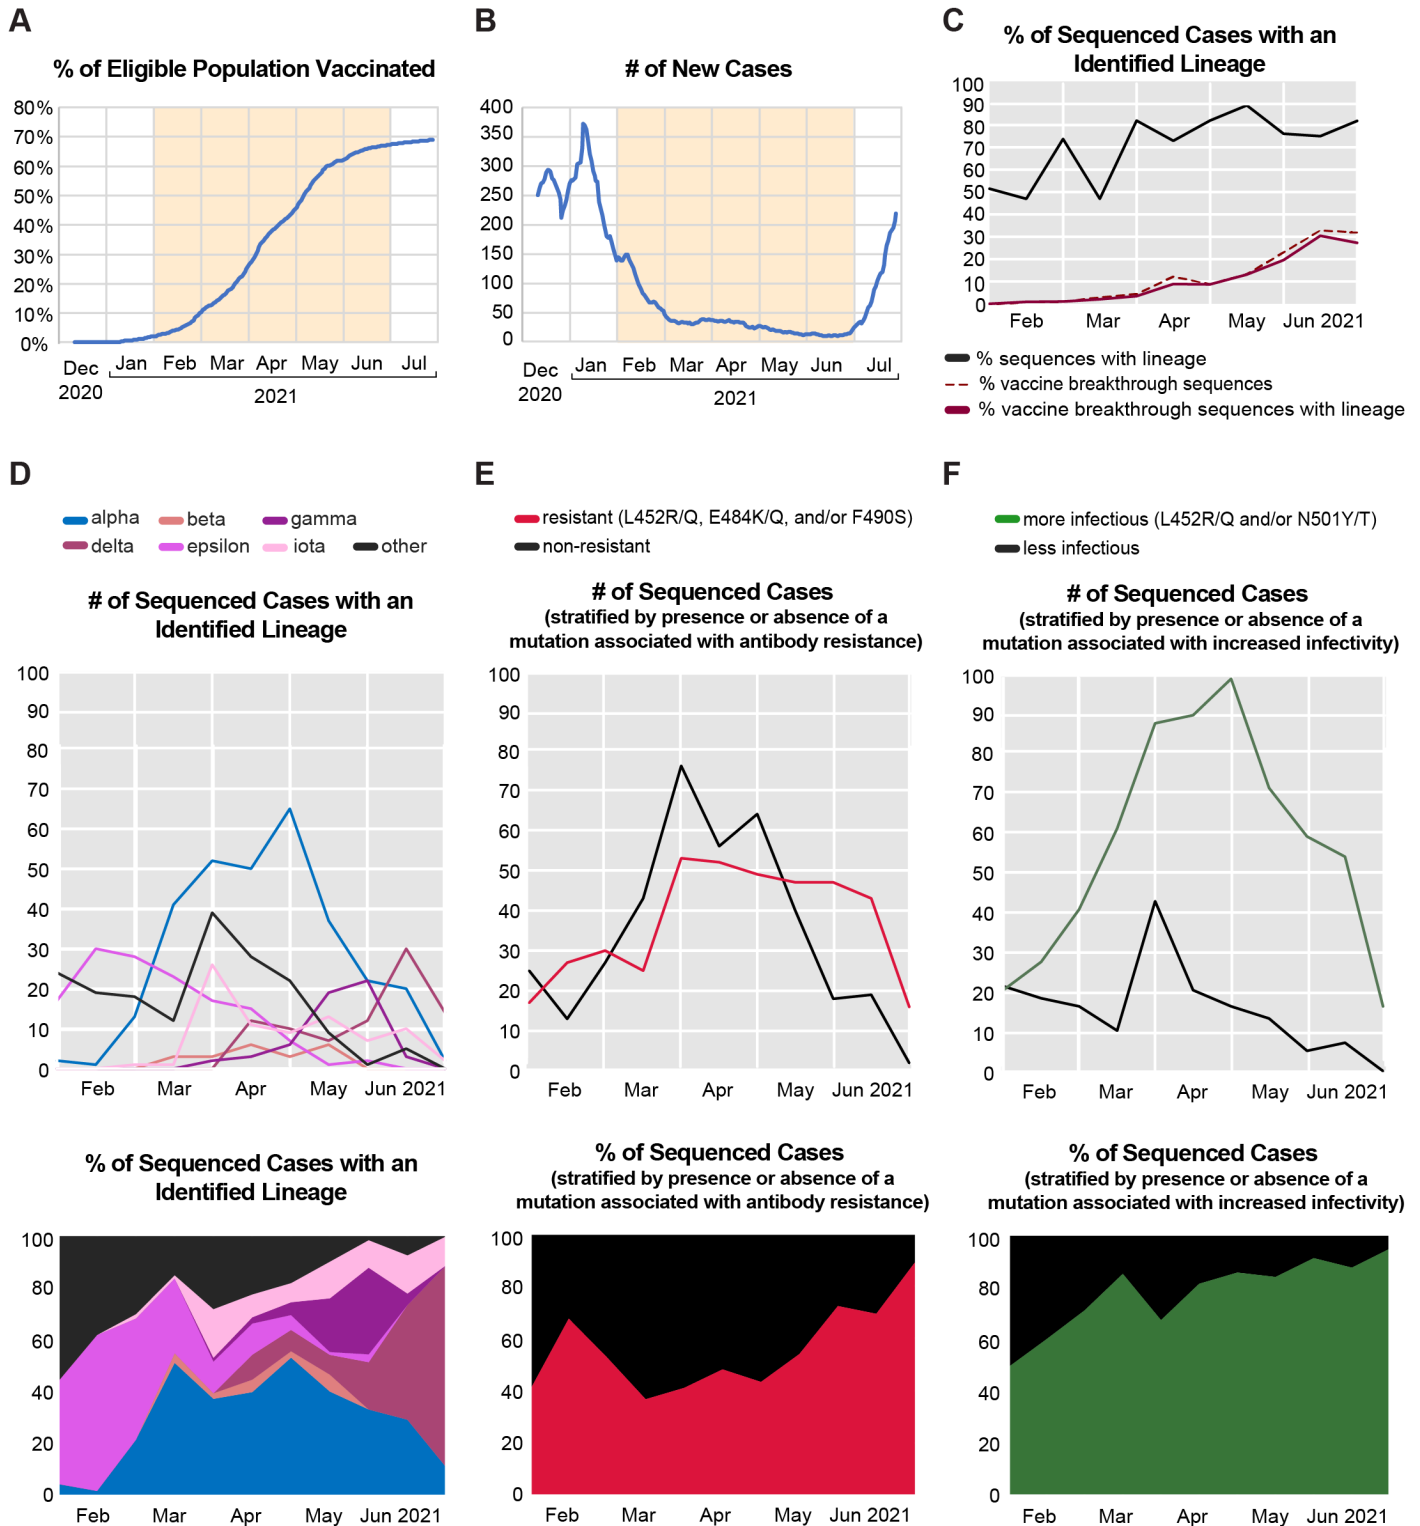 A
% of Eligible Population Vaccinated
80%
70%
60%
50%
40%
30%
20%
10%
0%
Dec
2020
Jan Feb Mar Apr May Jun Jul
2021
B
# of New Cases
400
350
300
250
200
150
100
50
0
Dec
2020
Jan Feb Mar Apr May Jun Jul
2021
C
% of Sequenced Cases with an
Identified Lineage
100
90
80
70
60
50
40
30
20
10
0
Feb Mar Apr May Jun 2021
% sequences with lineage
% vaccine breakthrough sequences
% vaccine breakthrough sequences with lineage
D
alpha beta gamma
delta epsilon iota other
# of Sequenced Cases with an
Identified Lineage
100
90
80
70
60
50
40
30
20
10
0
Feb Mar Apr May Jun 2021
% of Sequenced Cases with an
Identified Lineage
100
80
60
40
20
0
Feb Mar Apr May Jun 2021
E
resistant (L452R/Q, E484K/Q, and/or F490S)
non-resistant
# of Sequenced Cases
(stratified by presence or absence of a
mutation associated with antibody resistance)
100
90
80
70
60
50
40
30
20
10
0
Feb Mar Apr May Jun 2021
% of Sequenced Cases
(stratified by presence or absence of a
mutation associated with antibody resistance)
100
80
60
40
20
0
Feb Mar Apr May Jun 2021
F
more infectious (L452R/Q and/or N501Y/T)
less infectious
# of Sequenced Cases
(stratified by presence or absence of a
mutation associated with increased infectivity)
100
90
80
70
60
50
40
30
20
10
0
Feb Mar Apr May Jun 2021
% of Sequenced Cases
(stratified by presence or absence of a
mutation associated with increased infectivity)
100
80
60
40
20
0
Feb Mar Apr May Jun 2021